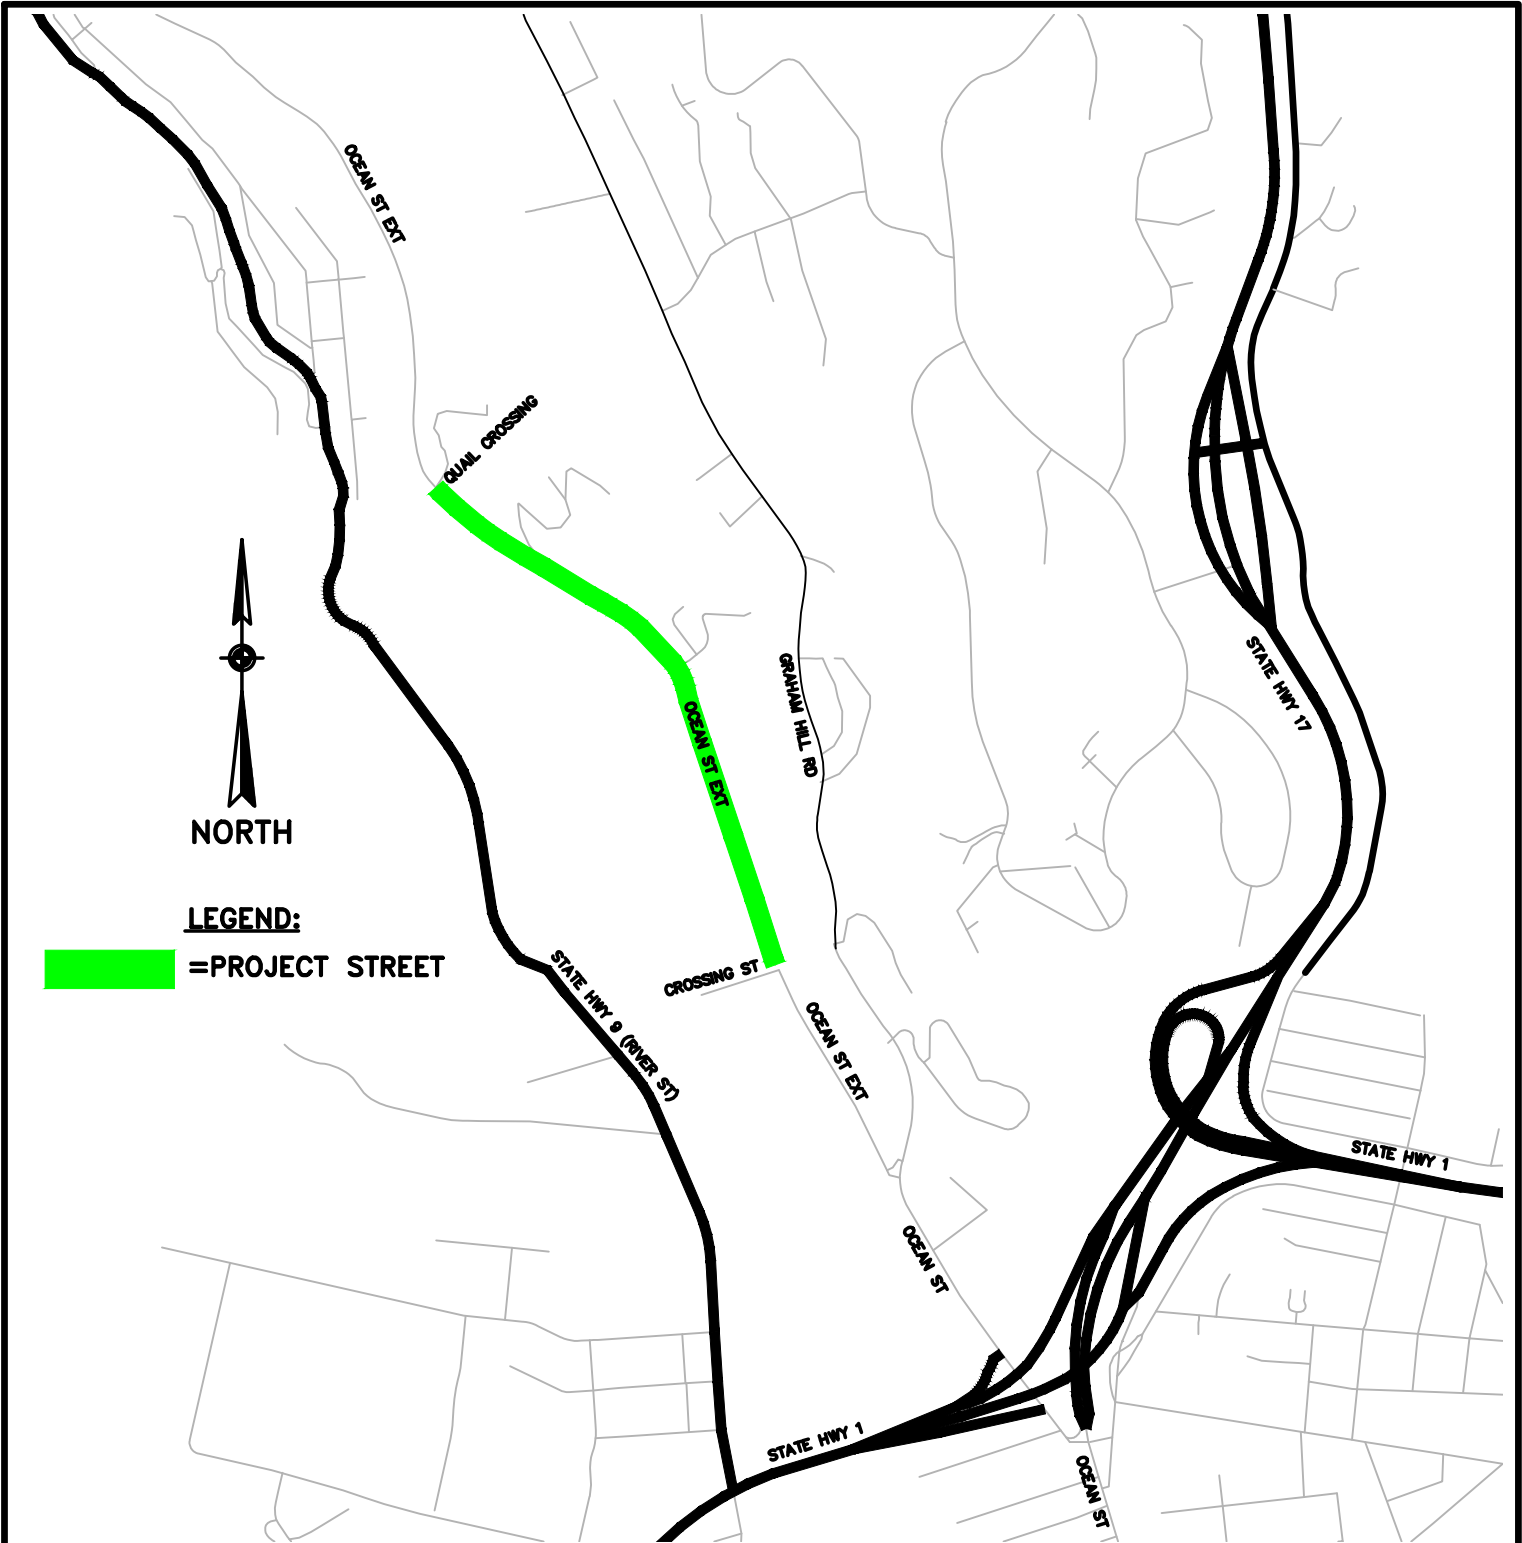 OCEAN ST EXT
QUAIL CROSSING
STATE HWY 17
GRAHAM HILL RD
OCEAN ST EXT
NORTH
LEGEND:
=PROJECT STREET
STATE HWY 9 (RIVER ST)
CROSSING ST
OCEAN ST EXT
STATE HWY 1
OCEAN ST
STATE HWY 1
OCEAN ST